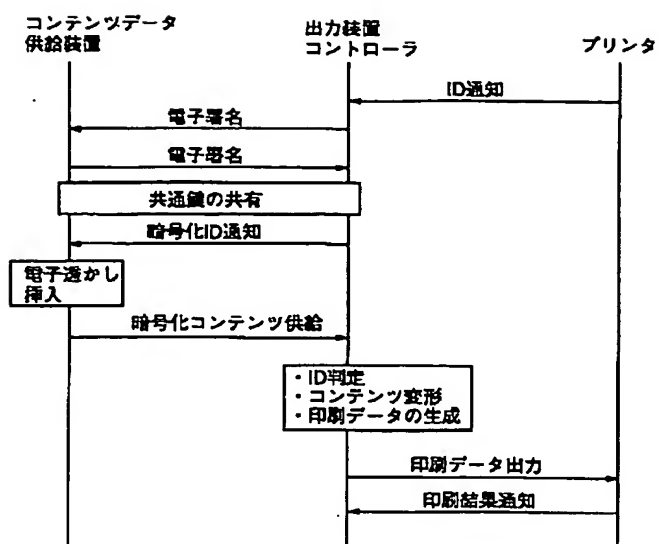 コンテンツデータ
供給装置
出力装置
コントローラ
プリンタ
ID通知
電子署名
電子署名
共通鍵の共有
暗号化ID通知
電子透かし
挿入
暗号化コンテンツ供給
・ID判定
・コンテンツ変形
・印刷データの生成
印刷データ出力
印刷結果通知